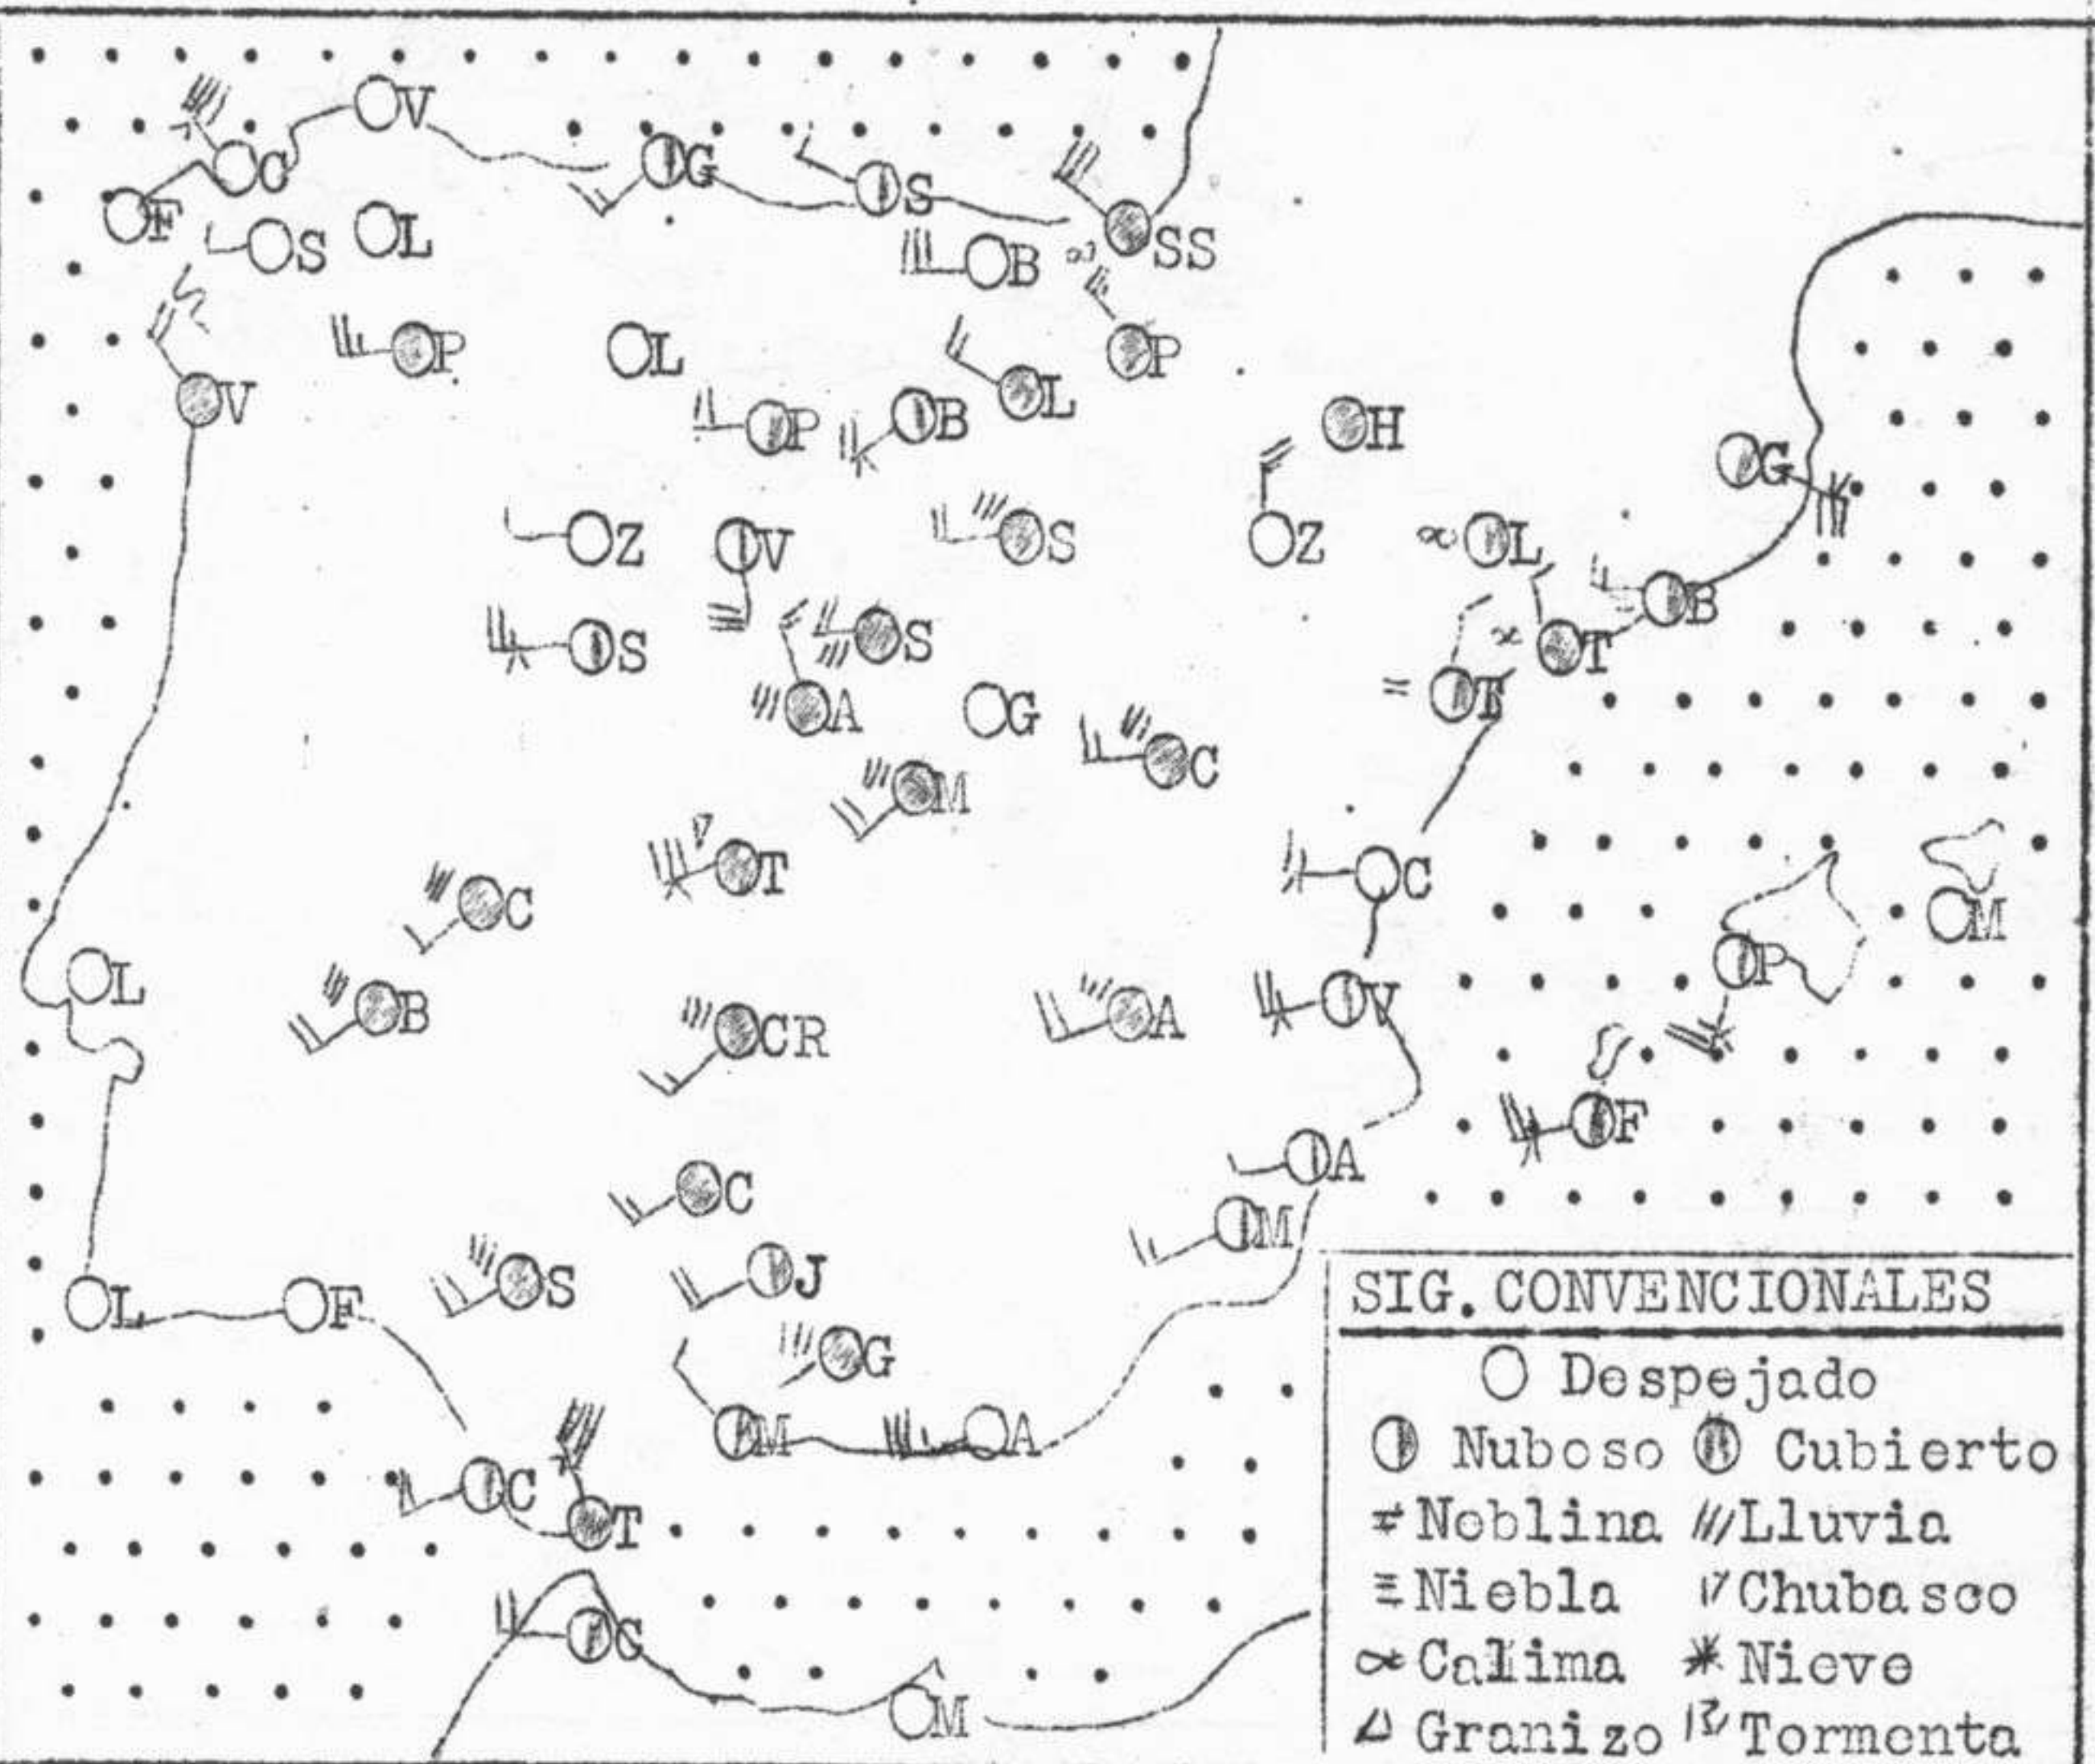 V
G
C
S
F
SS
S
L
B
V
P
L
P
P
B
L
H
G
Z
V
S
Z
L
B
S
S
T
T
A
G
C
M
T
C
C
M
P
L
B
CR
A
V
F
A
C
M
S
J
L
F
G
M
A
C
T
C
M
SIG. CONVENCIONALES
Despejado
Nuboso Cubierto
Neblina Lluvia
Niebla Chubasco
Calima Nieve
Granizo Tormenta